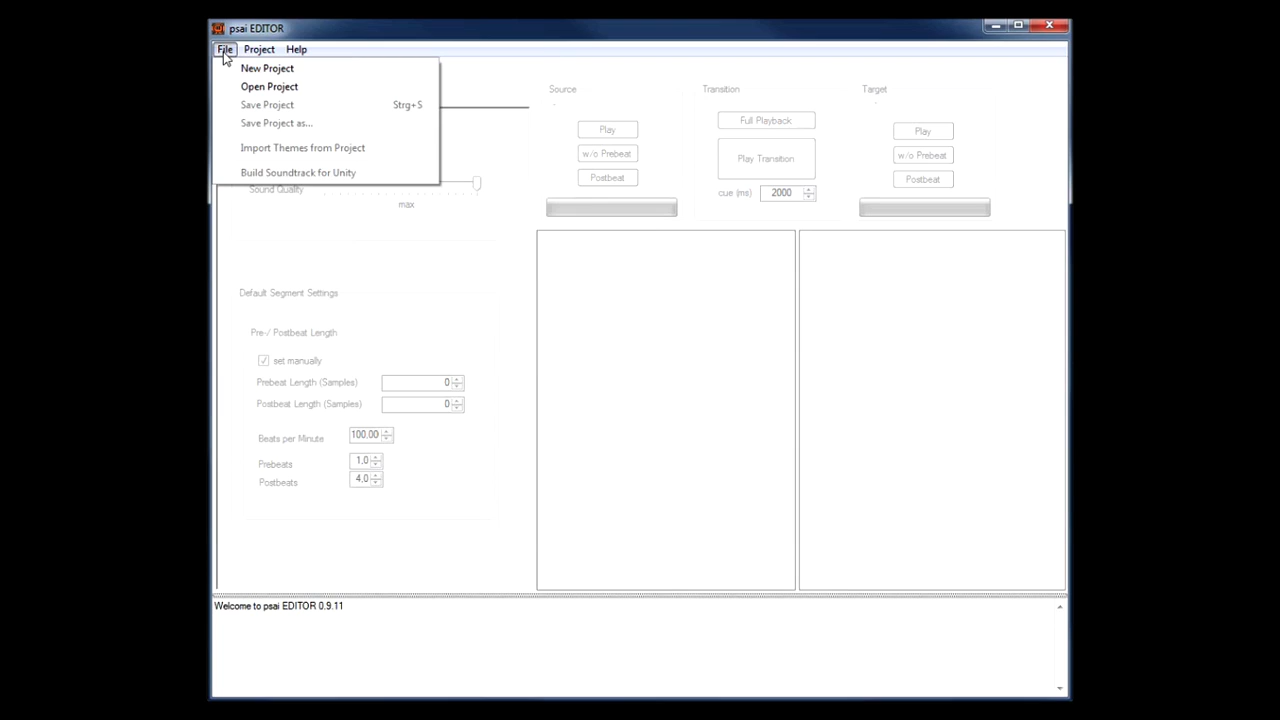 psai EDITOR
File Project Help
New Project
Open Project
Save Project Strg+S
Save Project as...
Import Themes from Project
Build Soundtrack for Unity
Sound Quality
max
Source Transition Target
Play Full Playback Play
w/o Prebeat Play Transition w/o Prebeat
Postbeat cue (ms) 2000 Postbeat
Default Segment Settings
Pre-/ Postbeat Length
set manually
Prebeat Length (Samples) 0
Postbeat Length (Samples) 0
Beats per Minute 100.00
Prebeats 1.0
Postbeats 4.0
Welcome to psai EDITOR 0.9.11